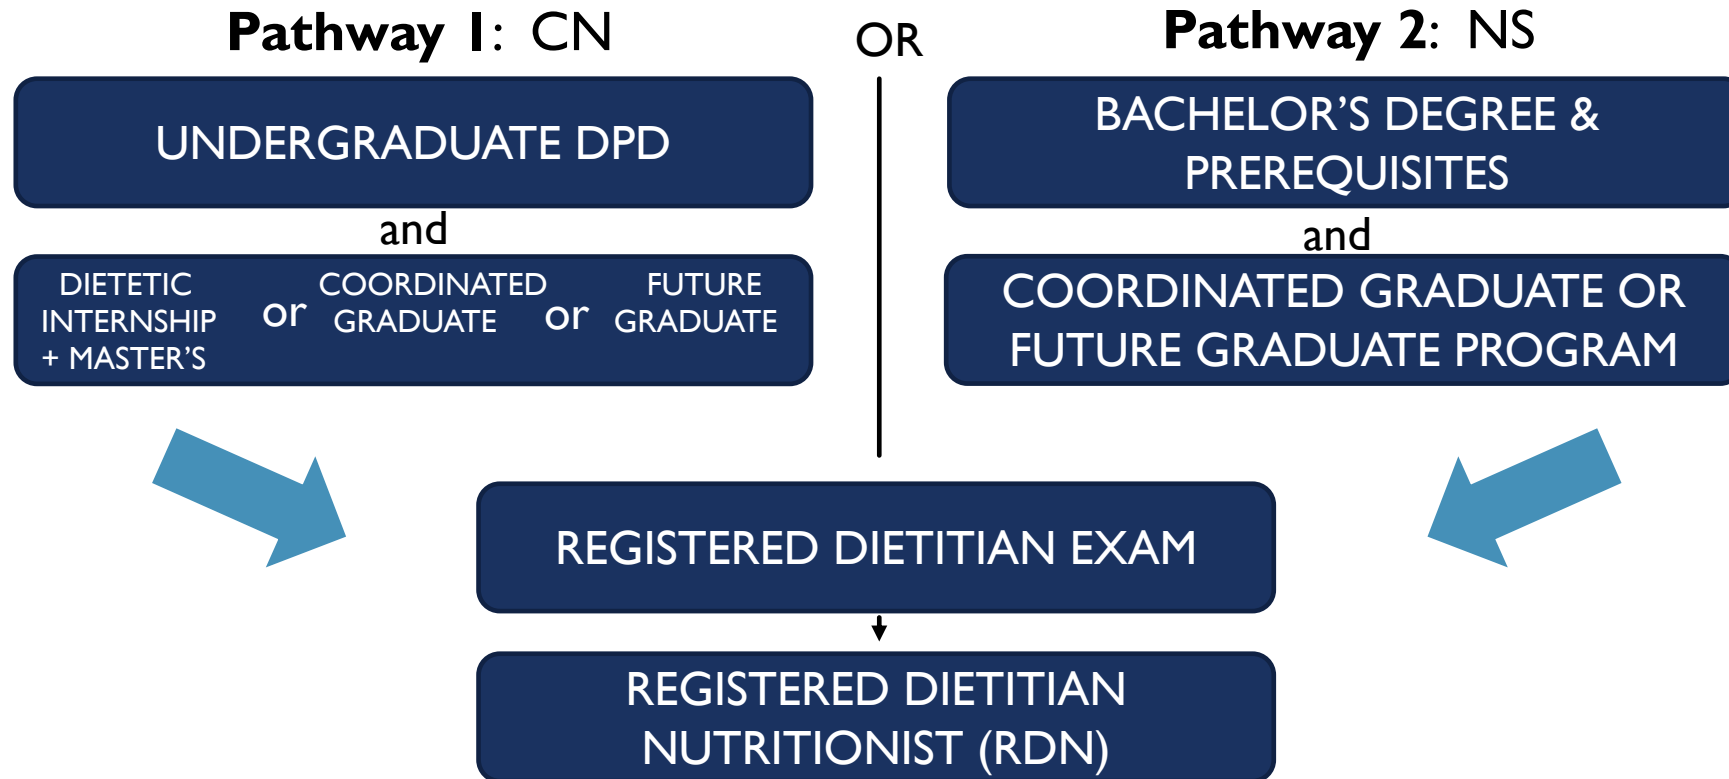 Pathway 1: CN
OR
Pathway 2: NS
UNDERGRADUATE DPD
and
DIETETIC
INTERNSHIP
+ MASTER'S
or
COORDINATED
GRADUATE
or
FUTURE
GRADUATE
BACHELOR'S DEGREE &
PREREQUISITES
and
COORDINATED GRADUATE OR
FUTURE GRADUATE PROGRAM
REGISTERED DIETITIAN EXAM
REGISTERED DIETITIAN
NUTRITIONIST (RDN)